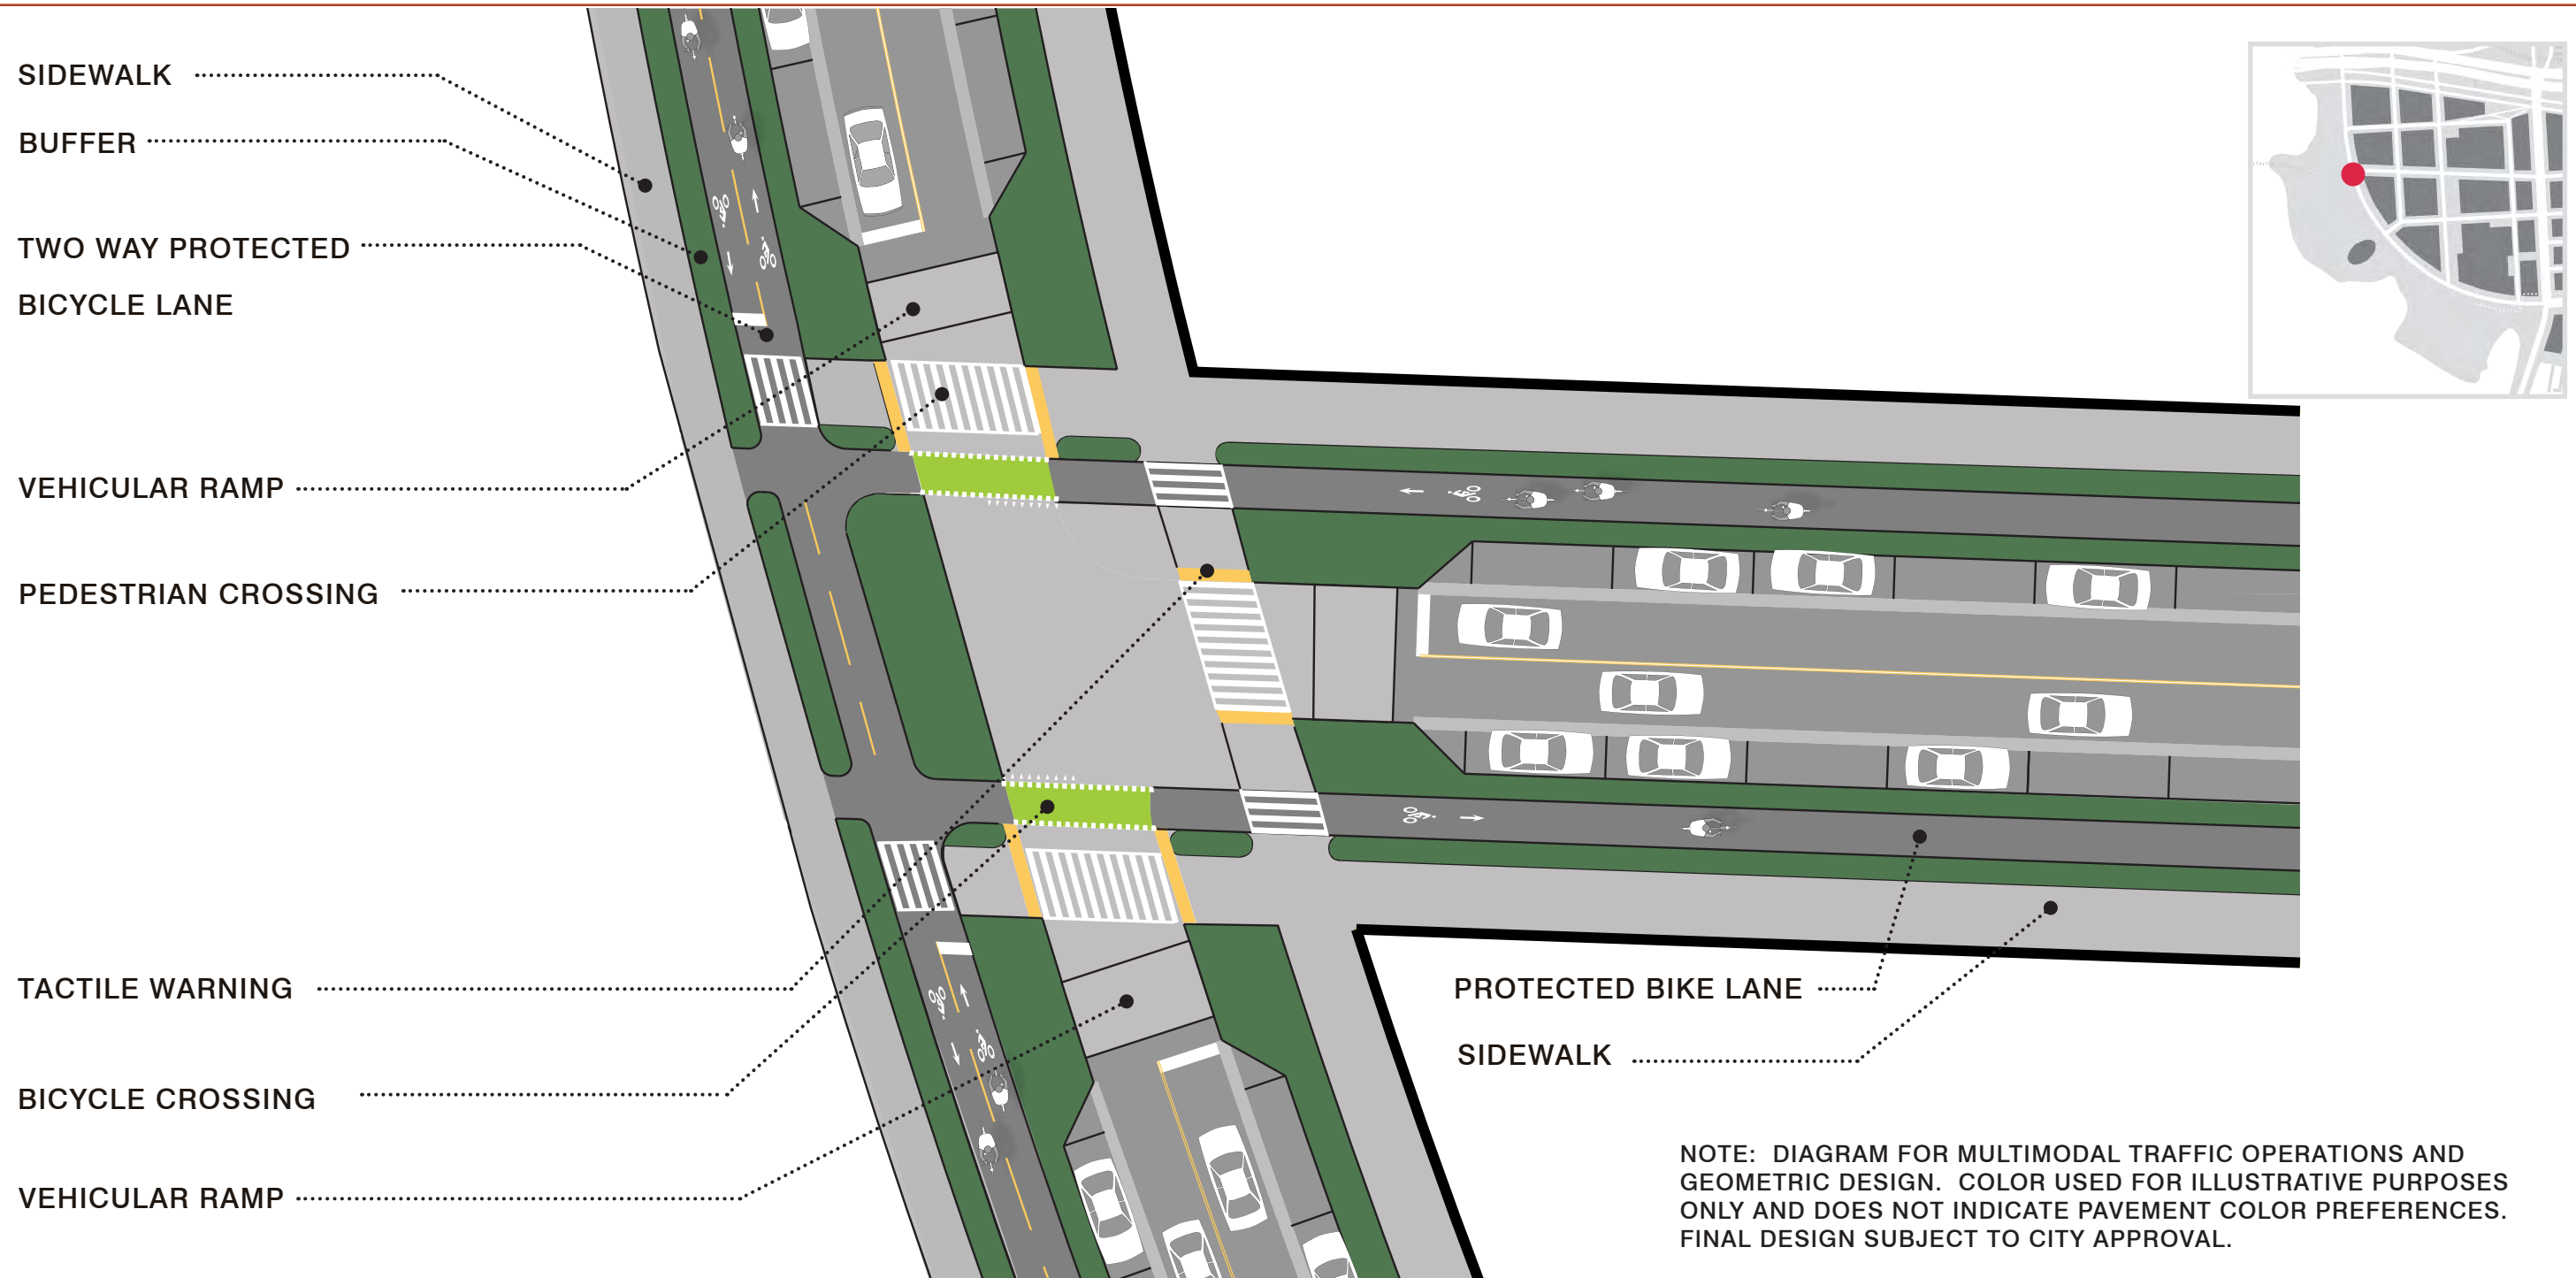 SIDEWALK
BUFFER
TWO WAY PROTECTED
BICYCLE LANE
VEHICULAR RAMP
PEDESTRIAN CROSSING
TACTILE WARNING
BICYCLE CROSSING
VEHICULAR RAMP
PROTECTED BIKE LANE
SIDEWALK
NOTE: DIAGRAM FOR MULTIMODAL TRAFFIC OPERATIONS AND
GEOMETRIC DESIGN. COLOR USED FOR ILLUSTRATIVE PURPOSES
ONLY AND DOES NOT INDICATE PAVEMENT COLOR PREFERENCES.
FINAL DESIGN SUBJECT TO CITY APPROVAL.